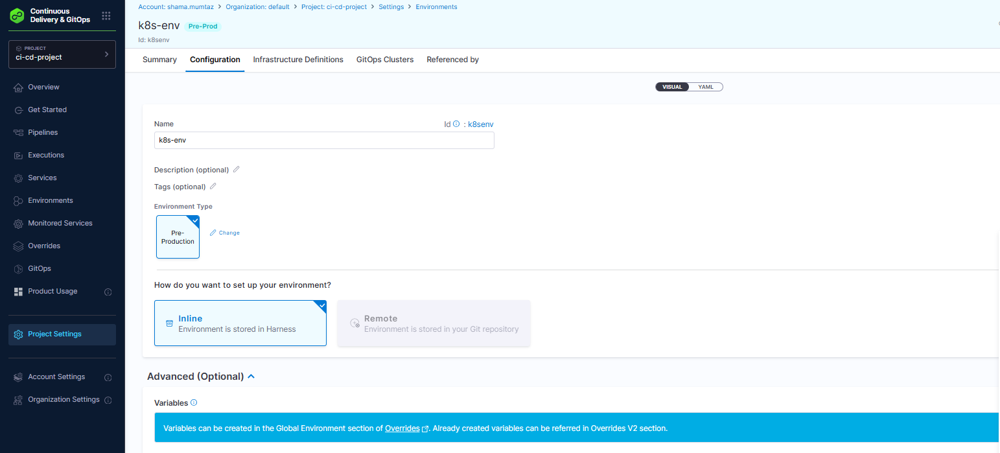 Continuous
Delivery & GitOps
PROJECT
ci-cd-project
Overview
Get Started
Pipelines
Executions
Services
Environments
Monitored Services
Overrides
GitOps
Product Usage
Project Settings
Account Settings
Organization Settings
Account: shama.mumtaz > Organization: default > Project: ci-cd-project > Settings > Environments
k8s-env Pre-Prod
Id: k8senv
Summary Configuration Infrastructure Definitions GitOps Clusters Referenced by
VISUAL YAML
Name Id : k8senv
k8s-env
Description (optional)
Tags (optional)
Environment Type
Pre-
Production
Change
How do you want to set up your environment?
Inline
Environment is stored in Harness
Remote
Environment is stored in your Git repository
Advanced (Optional)
Variables
Variables can be created in the Global Environment section of Overrides. Already created variables can be referred in Overrides V2 section.